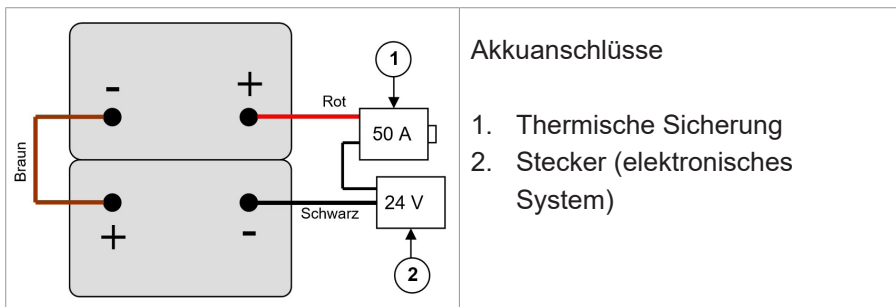 - +
1
Rot
50 A
Braun
24 V
Schwarz
+ -
2
Akkuanschlüsse
1. Thermische Sicherung
2. Stecker (elektronisches
System)